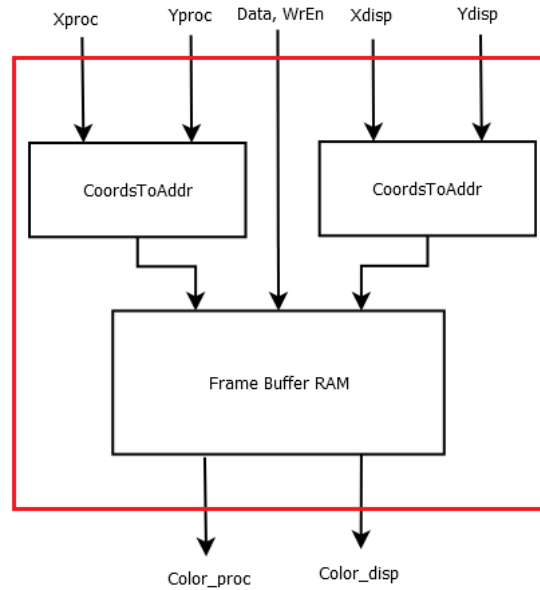 Xproc Yproc Data, WrEn Xdisp Ydisp
CoordsToAddr CoordsToAddr
Frame Buffer RAM
Color_proc Color_disp